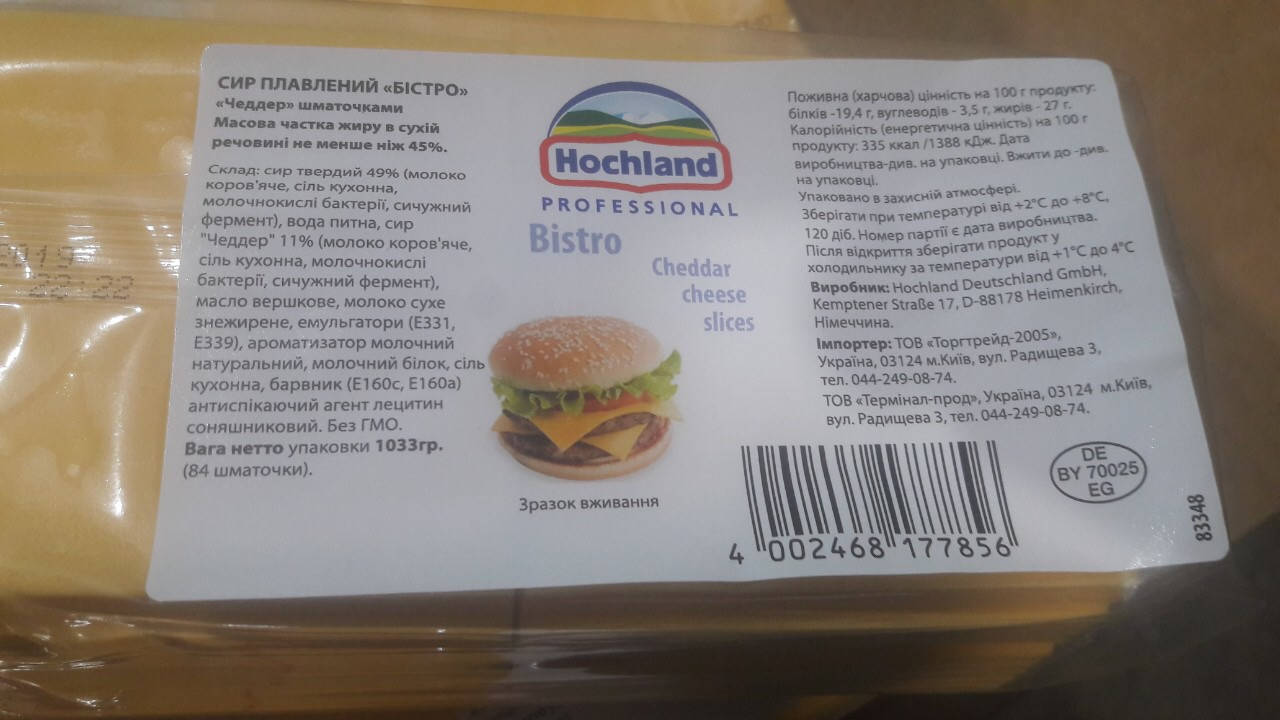 СИР ПЛАВЛЕНИЙ «БІСТРО»
«Чеддер» шматочками
Масова частка жиру в сухій
речовині не менше ніж 45%.
Склад: сир твердий 49% (молоко
коров'яче, сіль кухонна,
молочнокислі бактерії, сичужний
фермент), вода питна, сир
"Чеддер" 11% (молоко коров'яче,
сіль кухонна, молочнокислі
бактерії, сичужний фермент),
масло вершкове, молоко сухе
знежирене, емульгатори (Е331,
Е339), ароматизатор молочний
натуральний, молочний білок, сіль
кухонна, барвник (Е160с, Е160а)
антиспікаючий агент лецитин
соняшниковий. Без ГМО.
Вага нетто упаковки 1033гр.
(84 шматочки).
Hochland
PROFESSIONAL
Bistro
Cheddar
cheese
slices
Зразок вживання
Поживна (харчова) цінність на 100 г продукту:
білків -19,4 г, вуглеводів - 3,5 г, жирів - 27 г.
Калорійність (енергетична цінність) на 100 г
продукту: 335 ккал /1388 кДж. Дата
виробництва-див. на упаковці. Вжити до -див.
на упаковці.
Упаковано в захисній атмосфері.
Зберігати при температурі від +2°С до +8°С,
120 діб. Номер партії є дата виробництва.
Після відкриття зберігати продукт у
холодильнику за температури від +1°С до 4°С
Виробник: Hochland Deutschland GmbH,
Kemptener Straße 17, D-88178 Heimenkirch,
Німеччина.
Імпортер: ТОВ «Торгтрейд-2005»,
Україна, 03124 м.Київ, вул. Радищева 3,
тел. 044-249-08-74.
ТОВ «Термінал-прод», Україна, 03124 м.Київ,
вул. Радищева 3, тел. 044-249-08-74.
4 002468 177856
DE
BY 70025
EG
83348
22:22